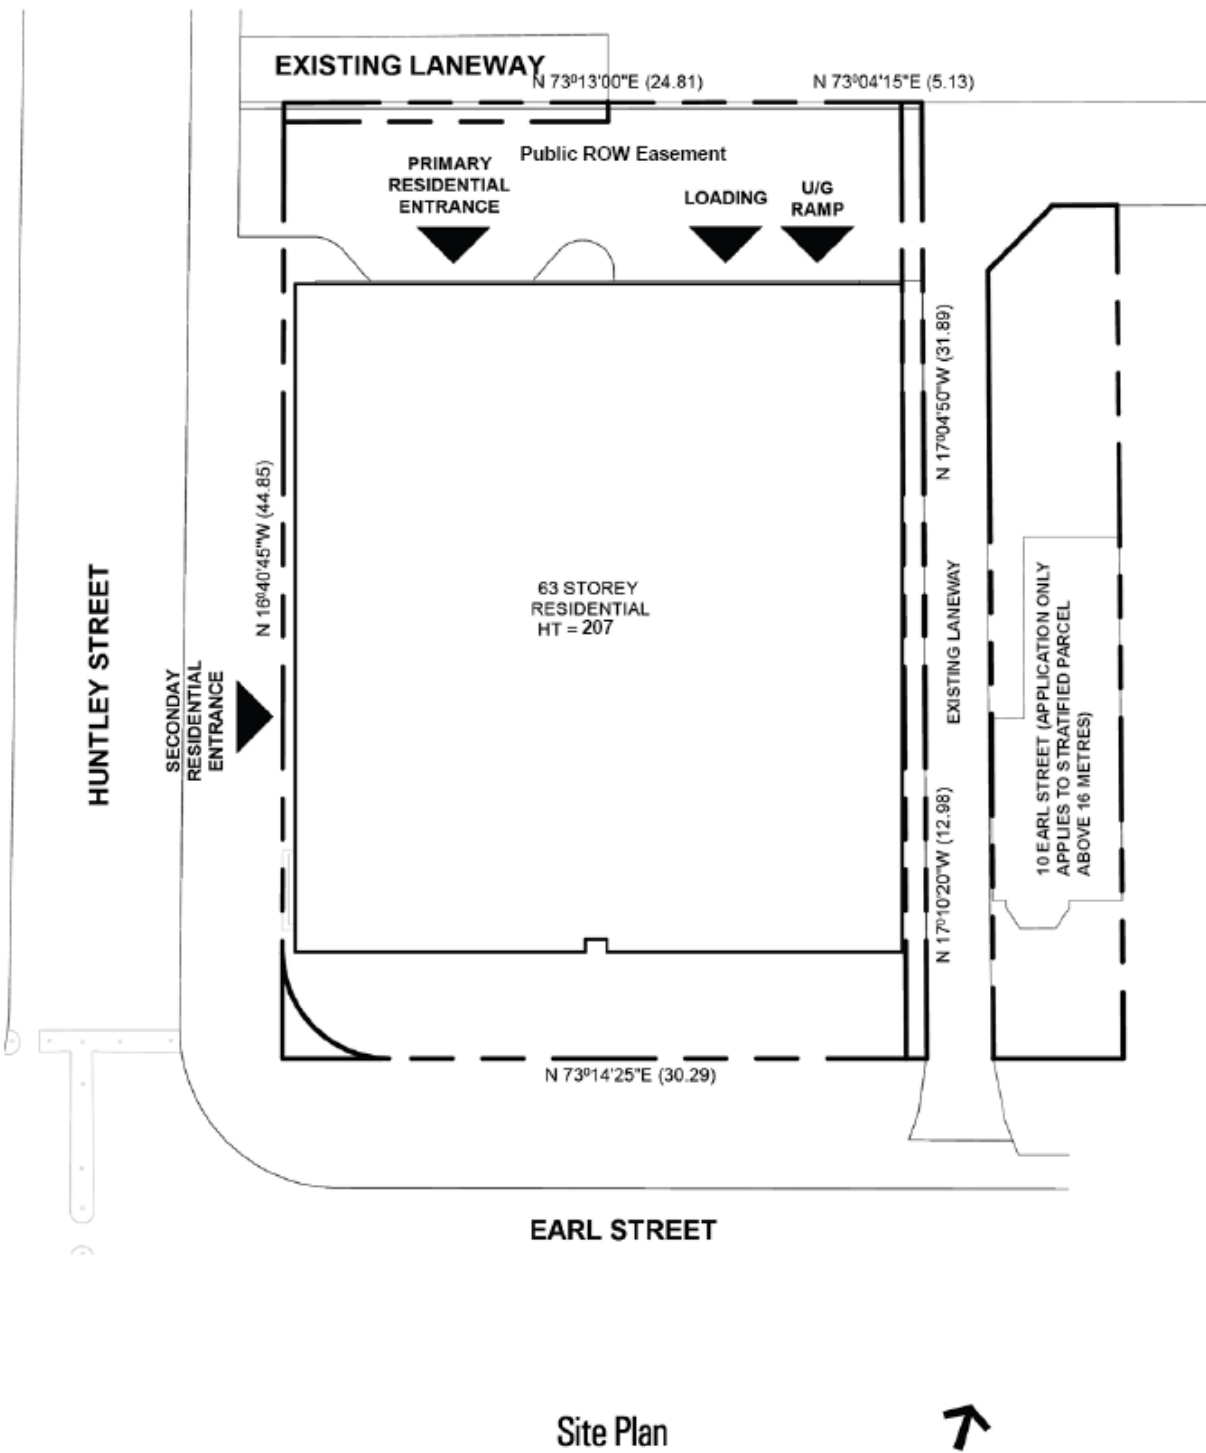 EXISTING LANEWAY
N 73º13'00"E (24.81)
N 73º04'15"E (5.13)
Public ROW Easement
PRIMARY
RESIDENTIAL
ENTRANCE
LOADING
U/G
RAMP
N 17º04'50"W (31.89)
N 16º40'45"W (44.85)
63 STOREY
RESIDENTIAL
HT = 207
HUNTLEY STREET
SECONDAY
RESIDENTIAL
ENTRANCE
EXISTING LANEWAY
10 EARL STREET (APPLICATION ONLY
APPLIES TO STRATIFIED PARCEL
ABOVE 16 METRES)
N 17º10'20"W (12.98)
N 73º14'25"E (30.29)
EARL STREET
Site Plan